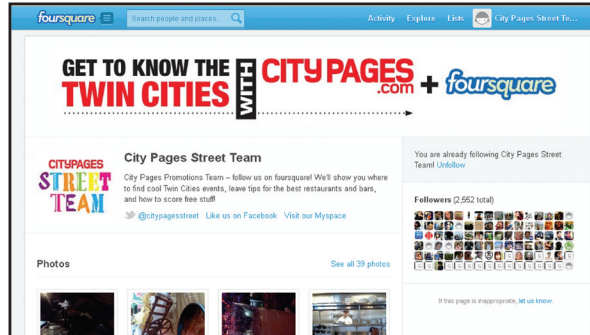 foursquare
Search people and places...
Activity Explore Lists City Pages Street Te...
GET TO KNOW THE
TWIN CITIES
WITH
CITY PAGES
.com
+ foursquare
CITYPAGES
STREET
TEAM
City Pages Street Team
City Pages Promotions Team – follow us on foursquare! We'll show you where
to find cool Twin Cities events, leave tips for the best restaurants and bars,
and how to score free stuff!
@citypagesstreet Like us on Facebook Visit our Myspace
You are already following City Pages Street
Team! Unfollow
Followers (2,552 total)
If this page is inappropriate, let us know.
Photos
See all 39 photos